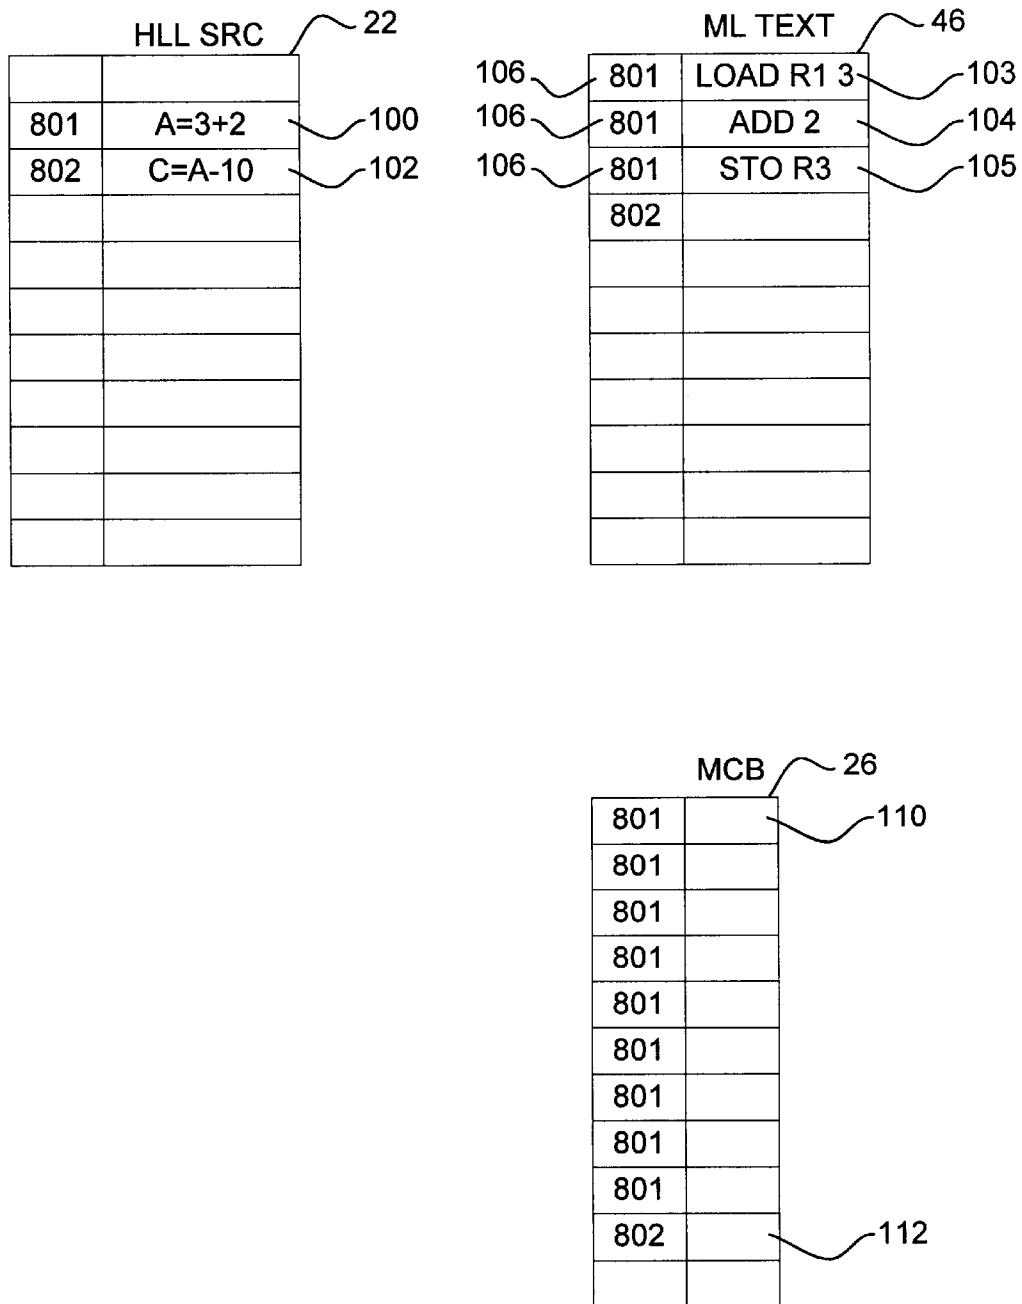 HLL SRC 22
801 A=3+2 100
802 C=A-10 102
ML TEXT 46
106 801 LOAD R1 3 103
106 801 ADD 2 104
106 801 STO R3 105
802
MCB 26
801 110
801
801
801
801
801
801
801
801
802 112